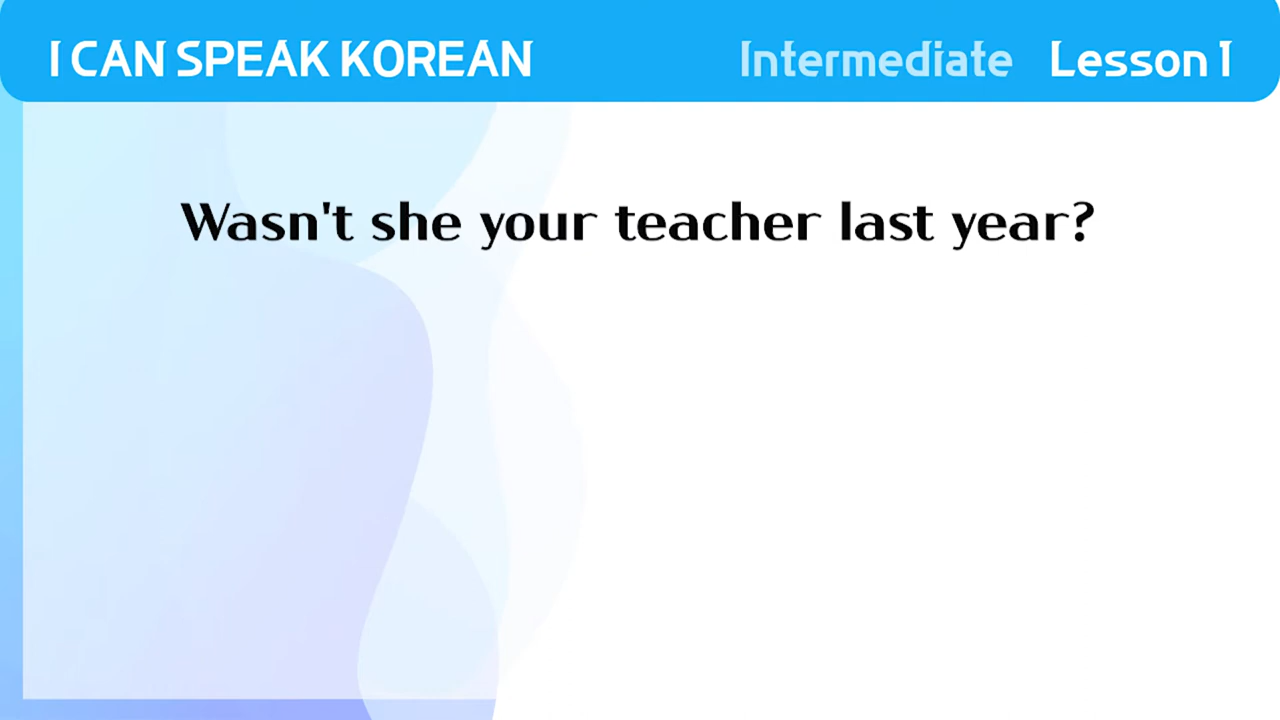 I CAN SPEAK KOREAN Intermediate Lesson 1
Wasn't she your teacher last year?